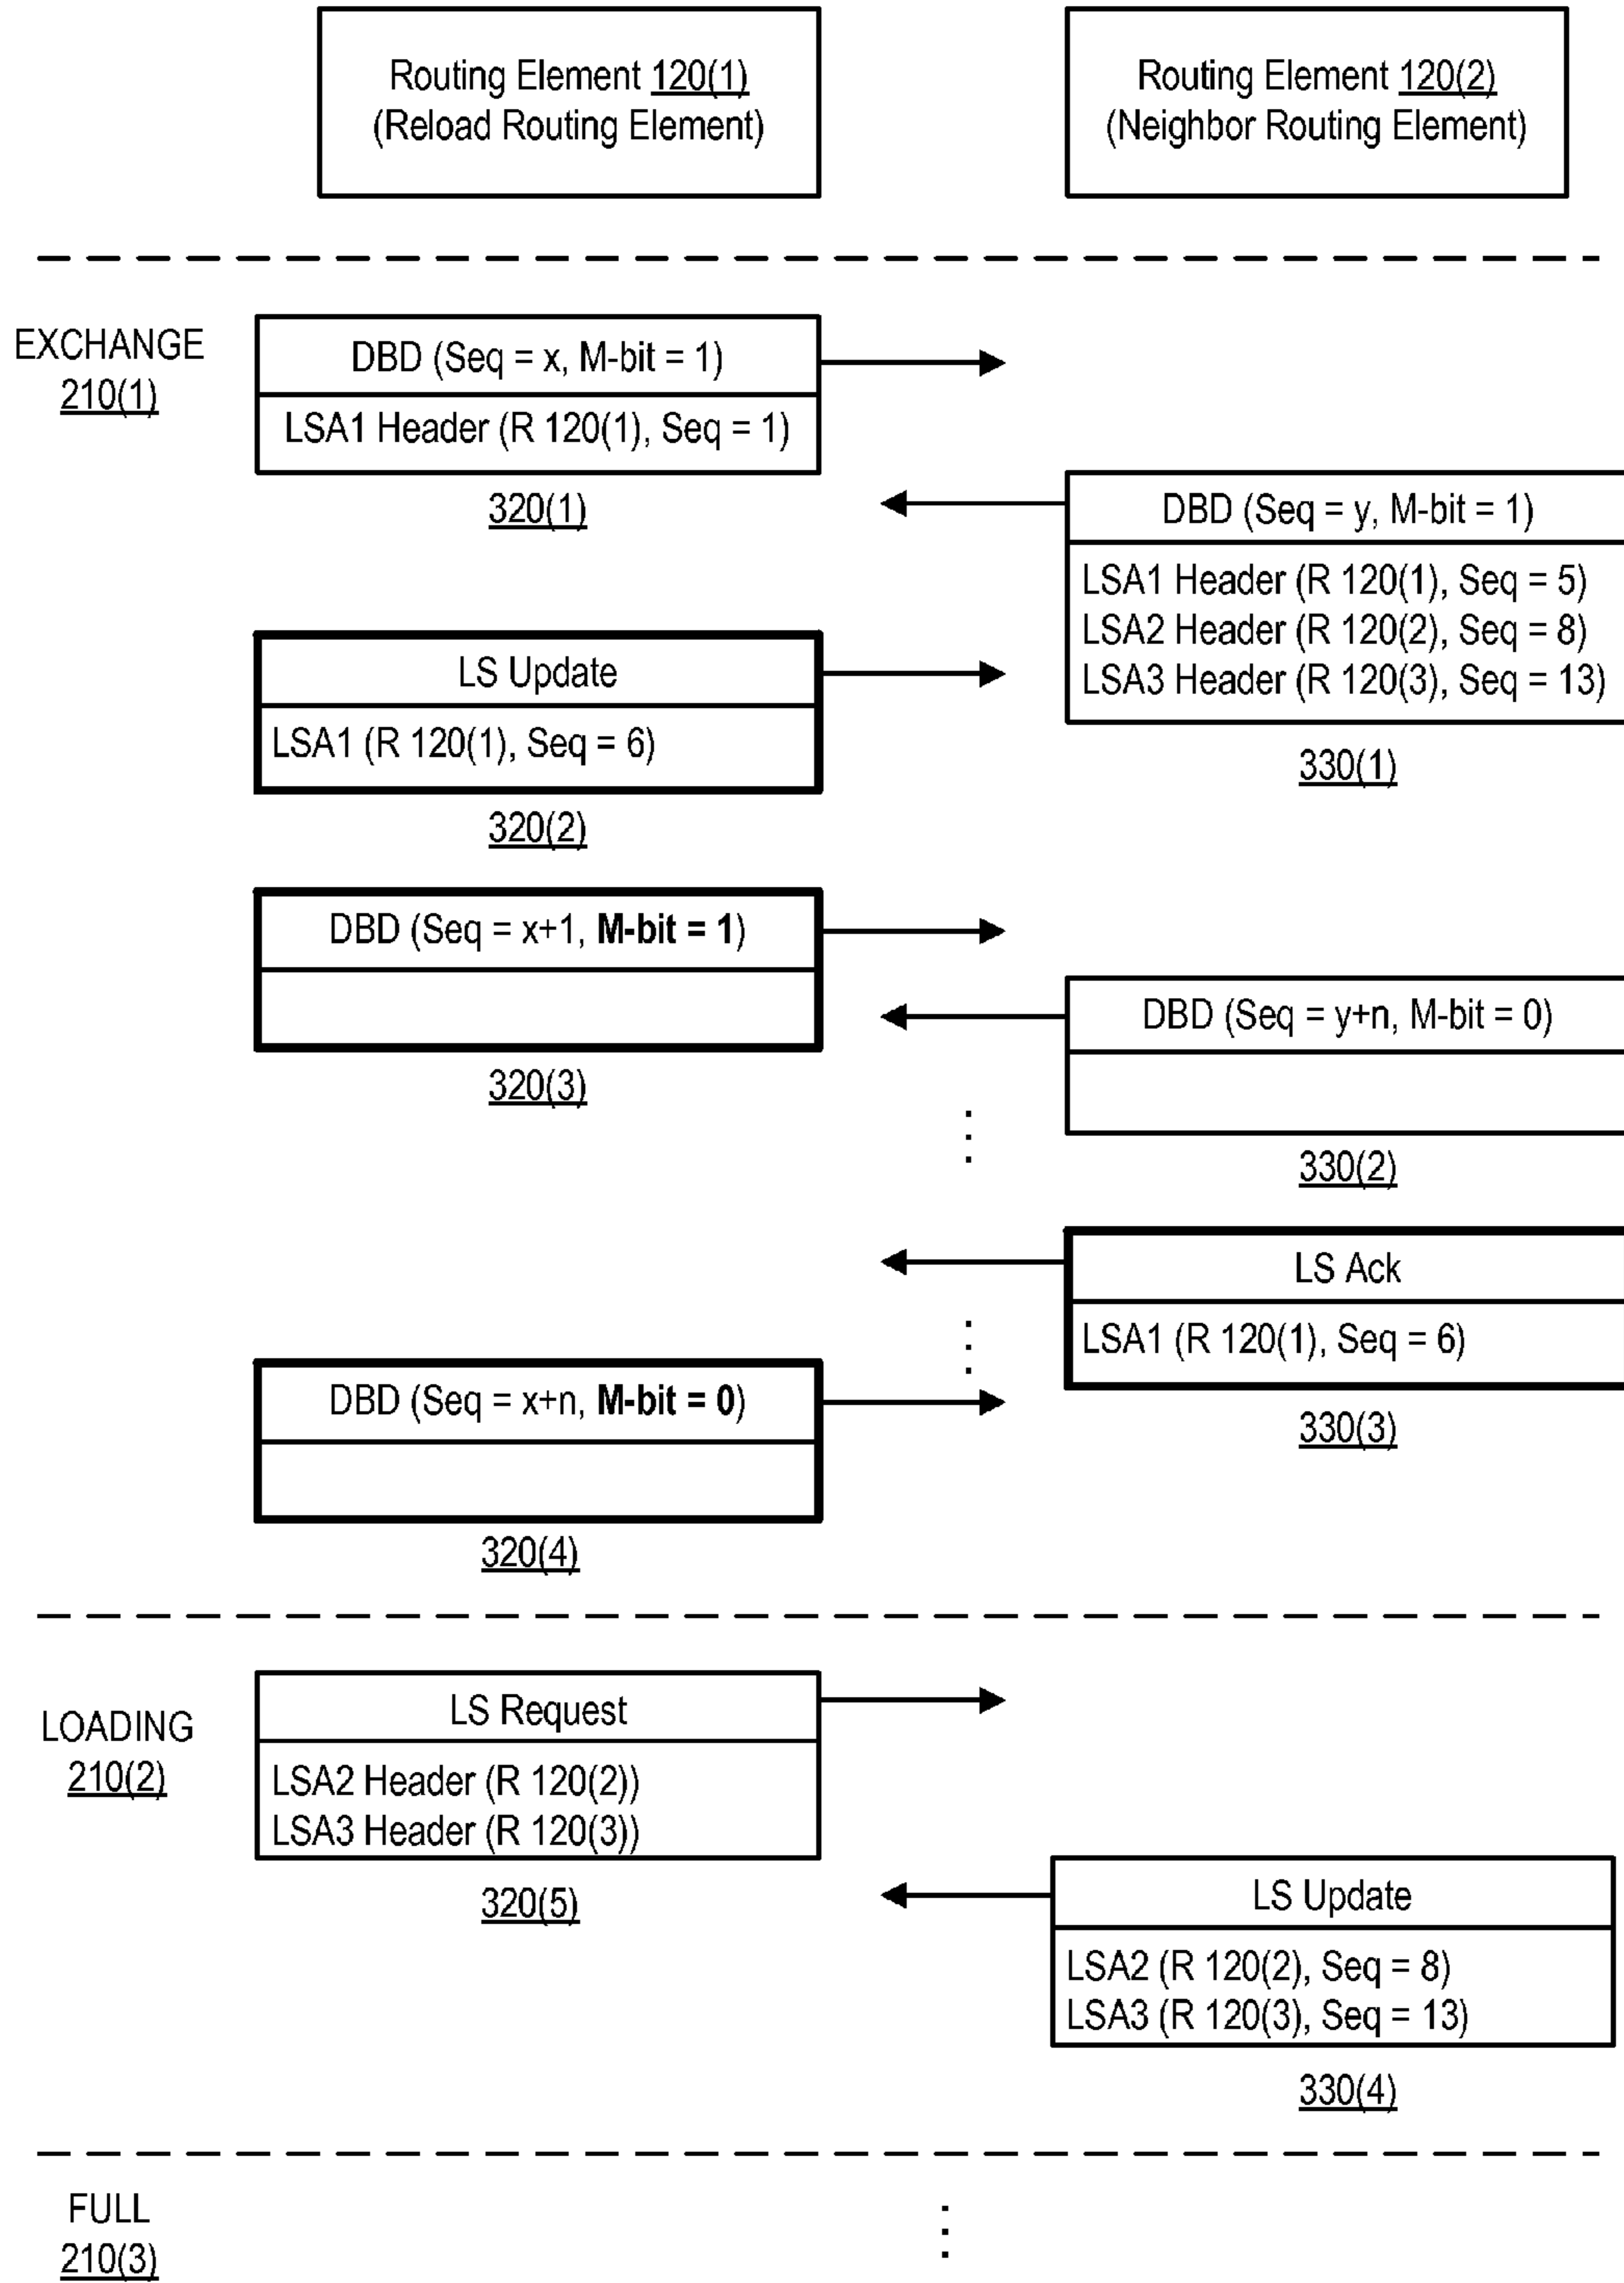 Routing Element 120(1)
(Reload Routing Element)
Routing Element 120(2)
(Neighbor Routing Element)
EXCHANGE
210(1)
DBD (Seq = x, M-bit = 1)
LSA1 Header (R 120(1), Seq = 1)
320(1)
DBD (Seq = y, M-bit = 1)
LSA1 Header (R 120(1), Seq = 5)
LSA2 Header (R 120(2), Seq = 8)
LSA3 Header (R 120(3), Seq = 13)
330(1)
LS Update
LSA1 (R 120(1), Seq = 6)
320(2)
DBD (Seq = x+1, M-bit = 1)
320(3)
DBD (Seq = y+n, M-bit = 0)
330(2)
LS Ack
LSA1 (R 120(1), Seq = 6)
330(3)
DBD (Seq = x+n, M-bit = 0)
320(4)
LOADING
210(2)
LS Request
LSA2 Header (R 120(2))
LSA3 Header (R 120(3))
320(5)
LS Update
LSA2 (R 120(2), Seq = 8)
LSA3 (R 120(3), Seq = 13)
330(4)
FULL
210(3)